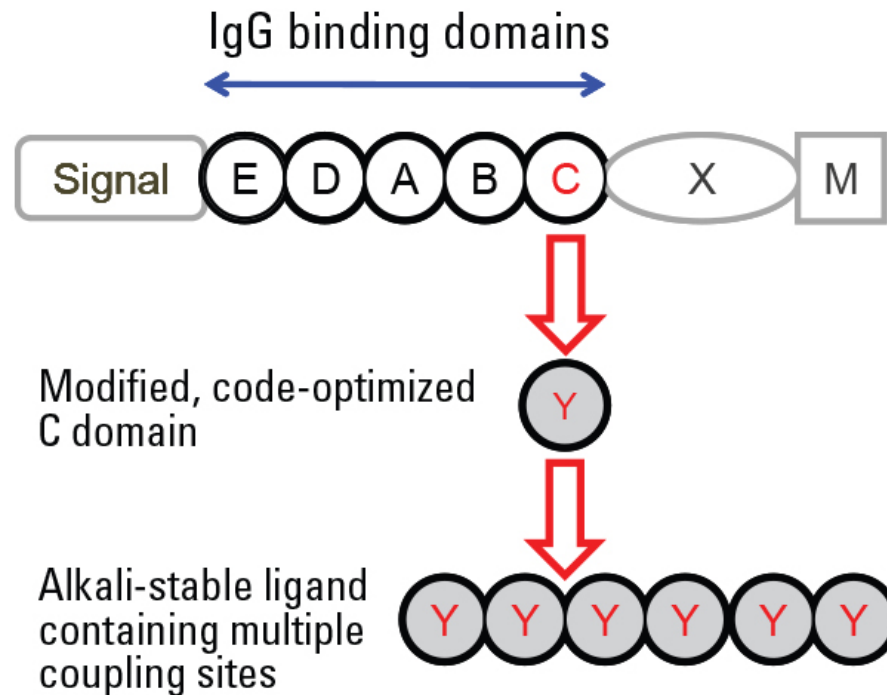 IgG binding domains
Signal E D A B C X M
Modified, code-optimized
C domain
Y
Alkali-stable ligand
containing multiple
coupling sites
Y Y Y Y Y Y